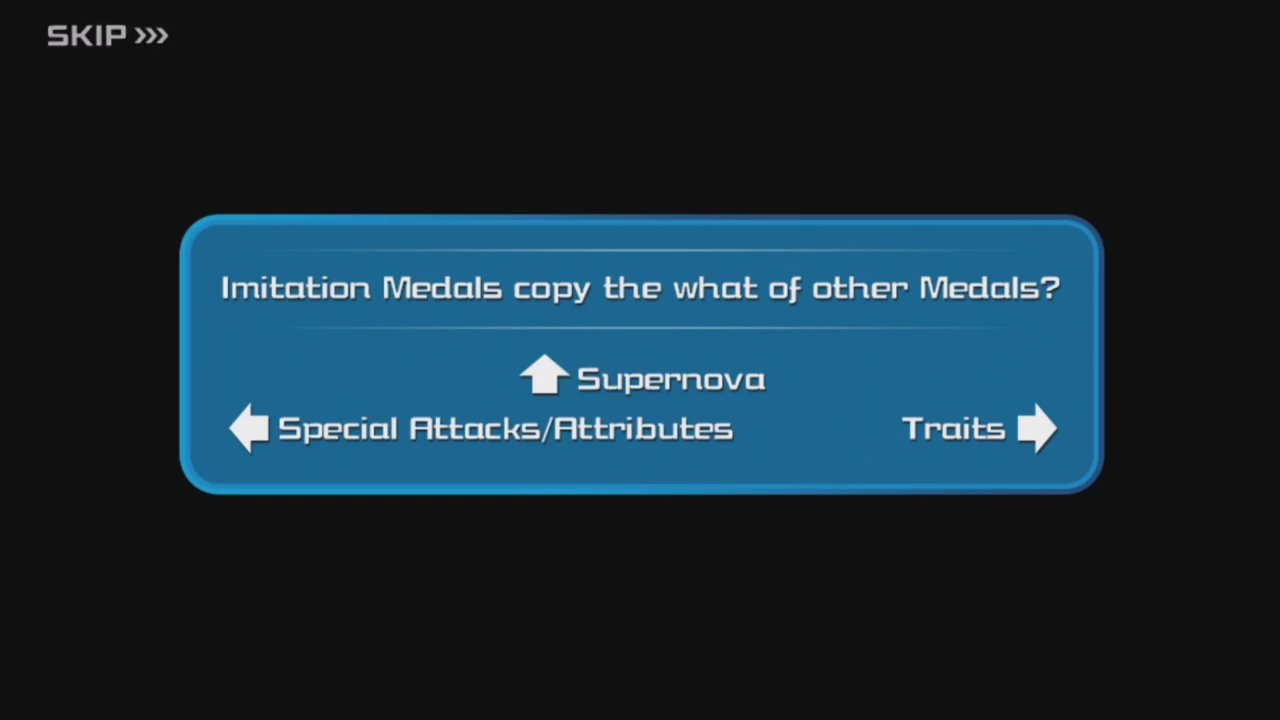 SKIP >>>
Imitation Medals copy the what of other Medals?
Supernova
Special Attacks/Attributes Traits